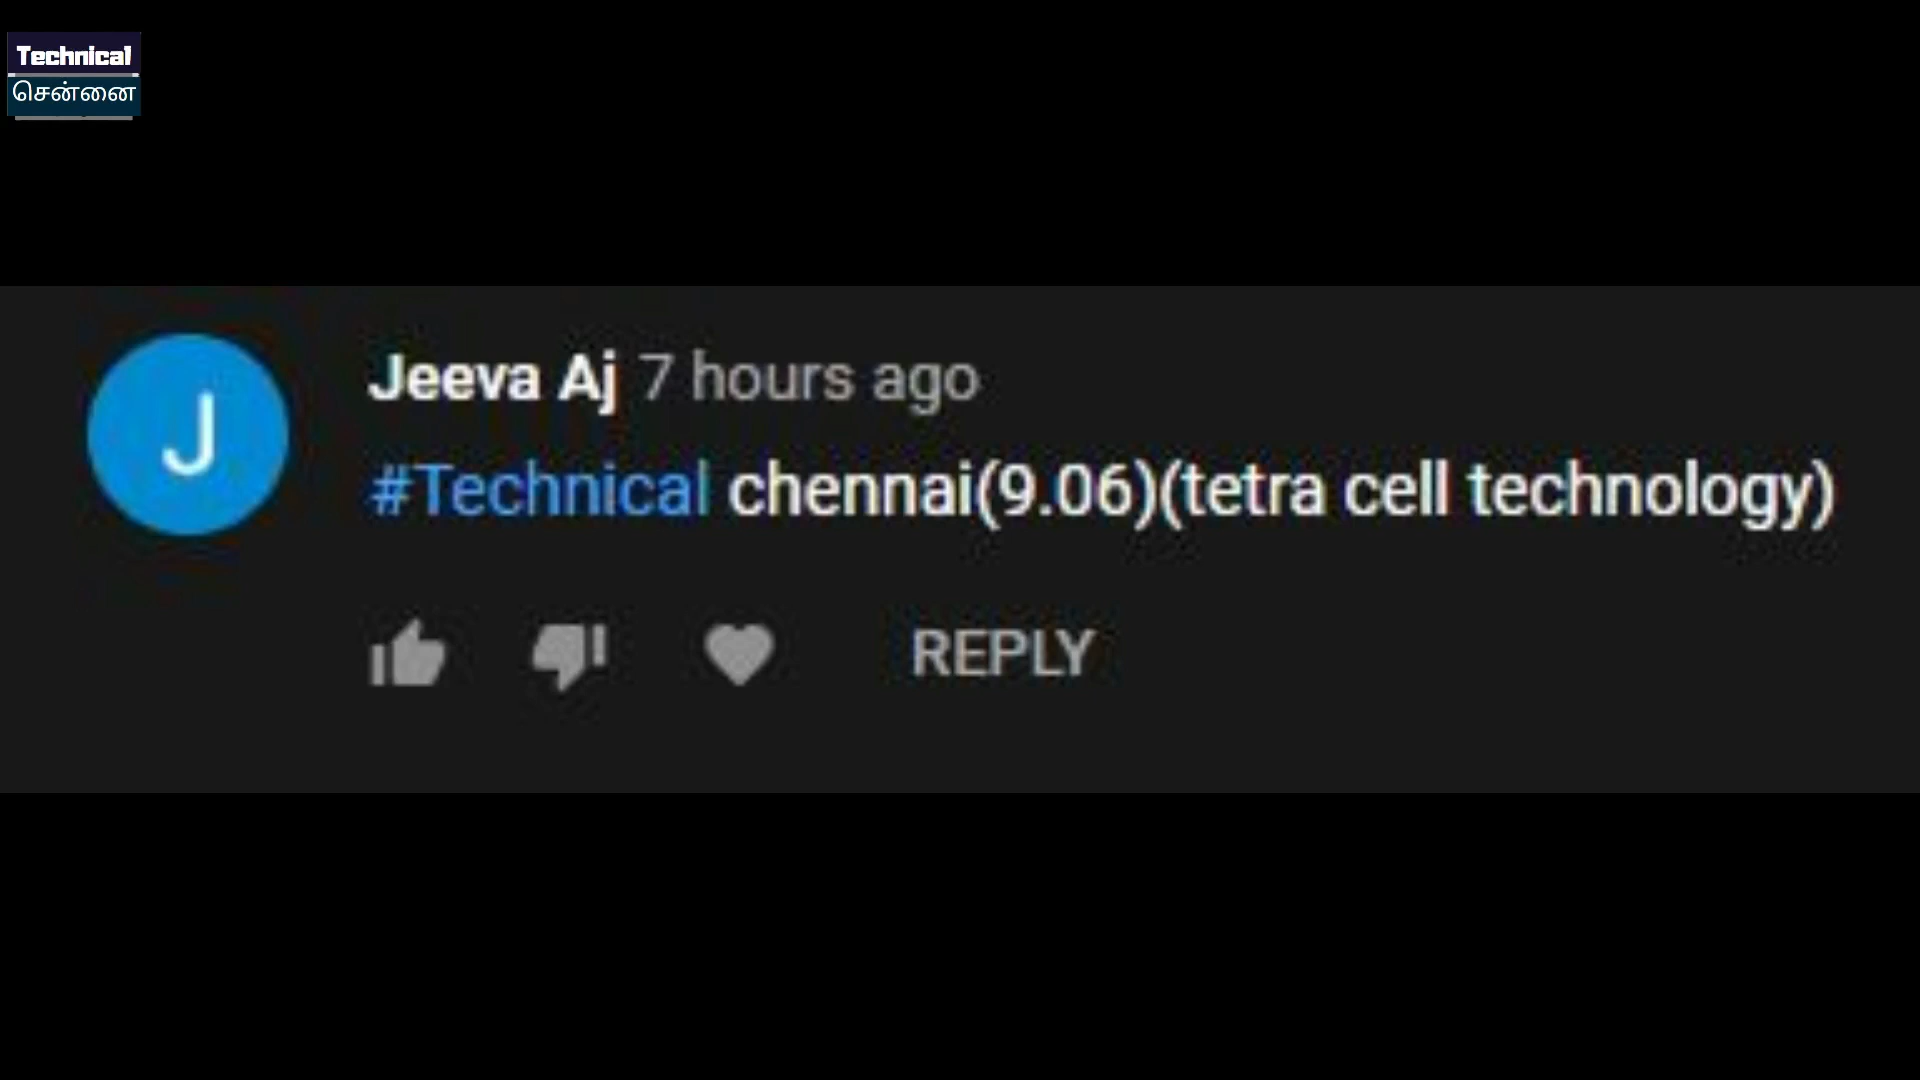 Technical
சென்னை
J
Jeeva Aj 7 hours ago
#Technical chennai(9.06)(tetra cell technology)
REPLY